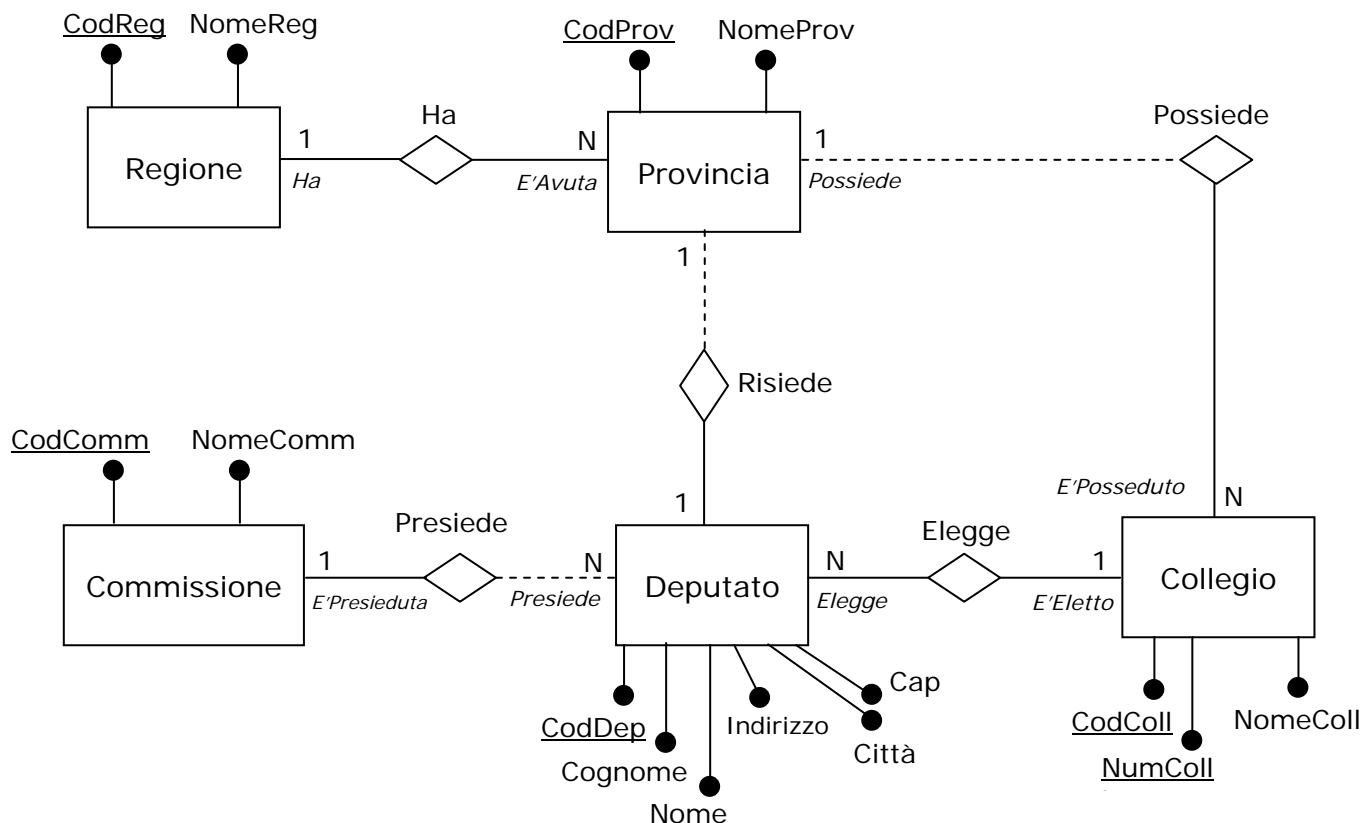 CodReg NomeReg
CodProv NomeProv
Ha
Possiede
Regione
1
Ha
N
E'Avuta
Provincia
1
Possiede
1
Risiede
CodComm NomeComm
E'Posseduto
N
1
Presiede
Elegge
Commissione
1
E'Presieduta
N
Presiede
Deputato
N
Elegge
1
E'Eletto
Collegio
Cap
CodDep
Indirizzo
Città
Cognome
Nome
CodColl
NomeColl
NumColl